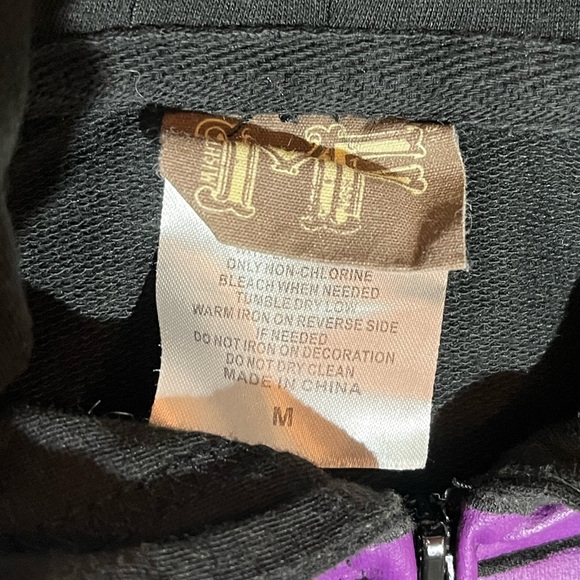 ONLY NON-CHLORINE
BLEACH WHEN NEEDED
TUMBLE DRY LOW
WARM IRON ON REVERSE SIDE
IF NEEDED
DO NOT IRON ON DECORATION
DO NOT DRY CLEAN
MADE IN CHINA
M